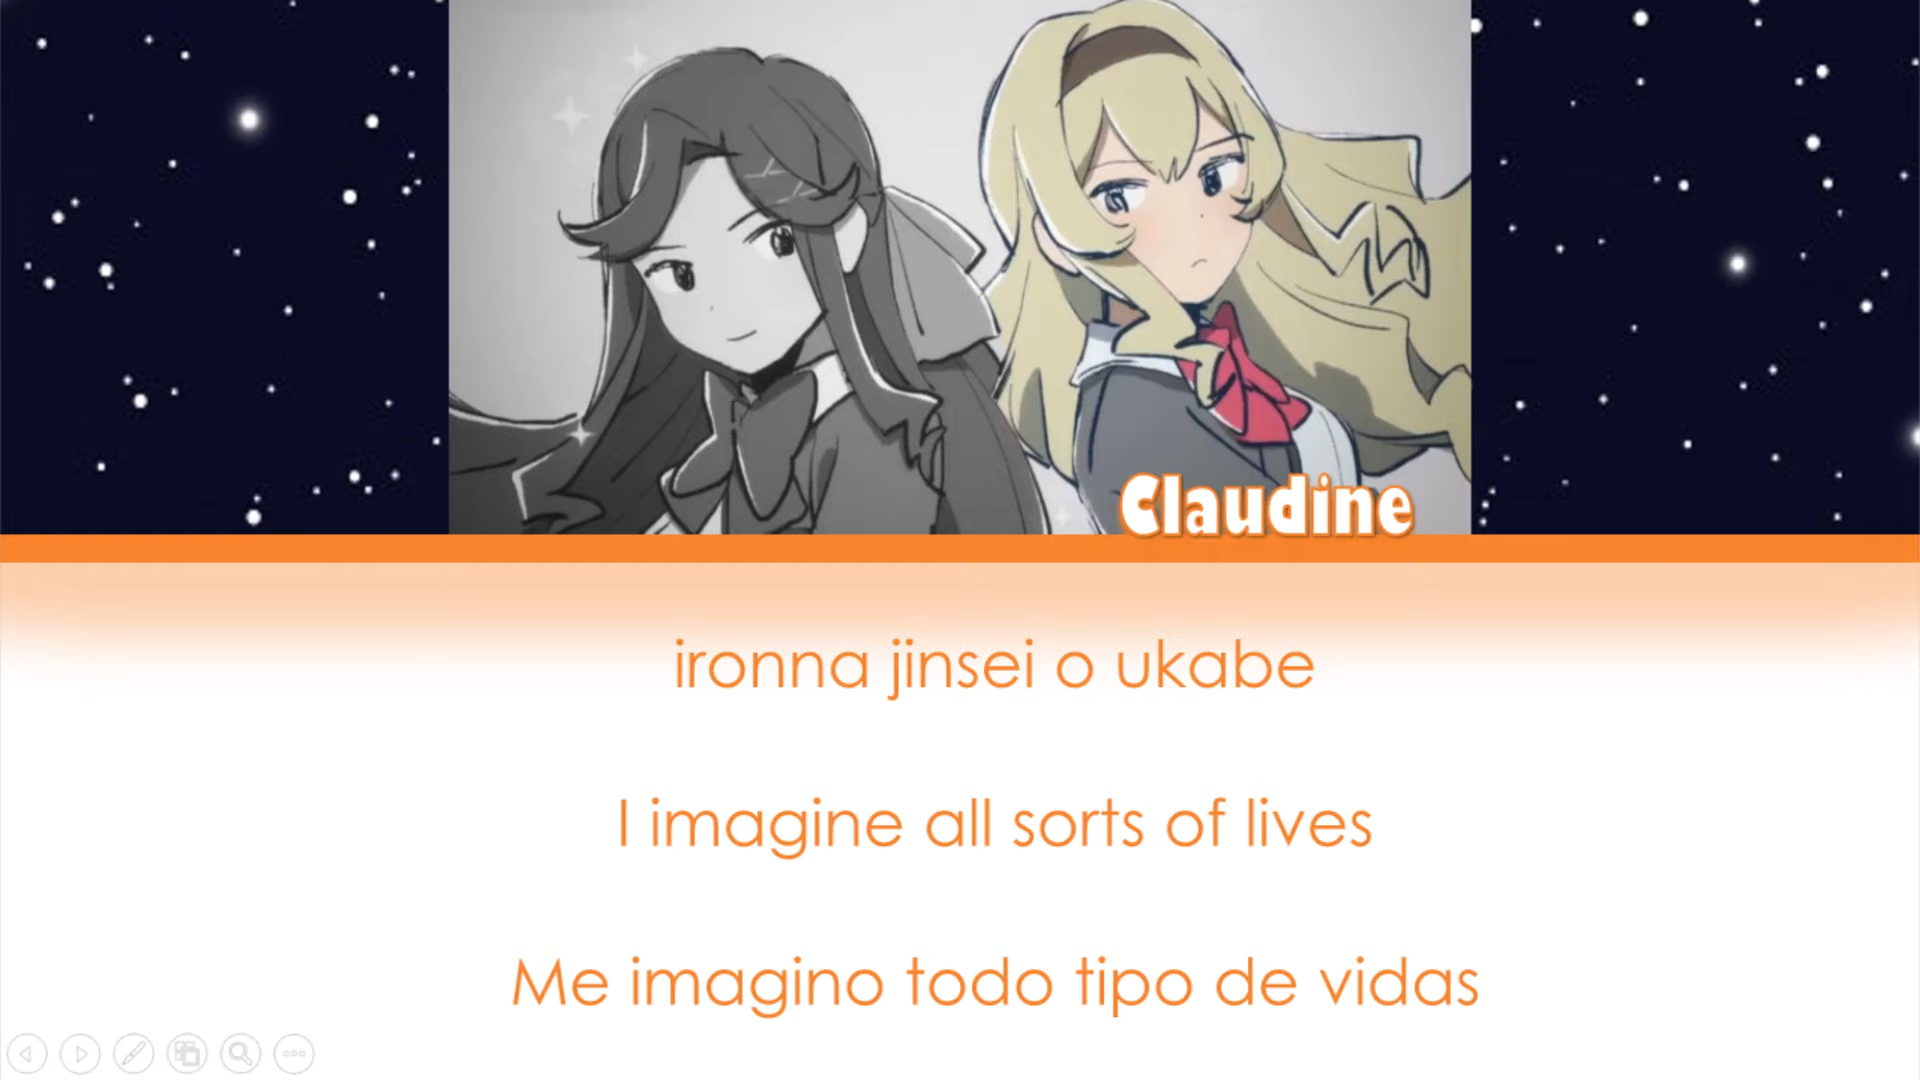 Claudine
ironna jinsei o ukabe
I imagine all sorts of lives
Me imagino todo tipo de vidas